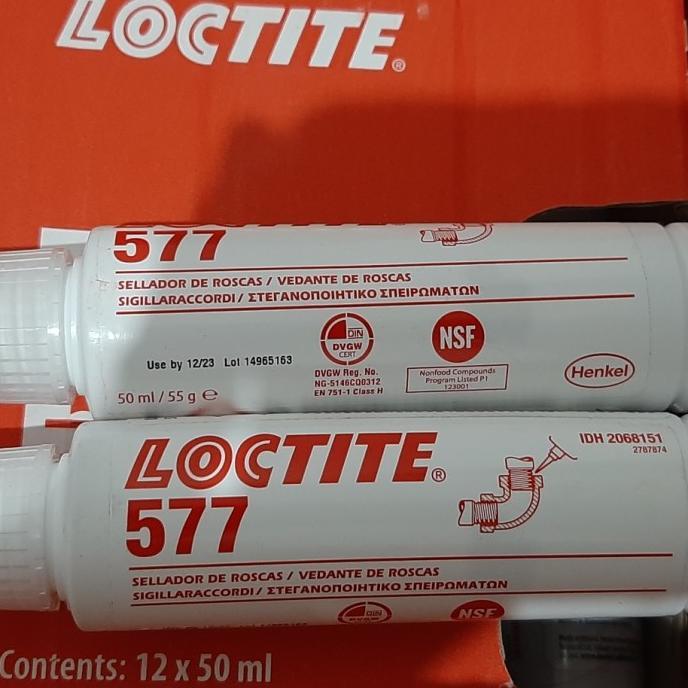 LOCTITE®
577
SELLADOR DE ROSCAS / VEDANTE DE ROSCAS
SIGILLARACCORDI / ΣΤΕΓΑΝΟΠΟΙΗΤΙΚΟ ΣΠΕΙΡΩΜΑΤΩΝ
DIN
DVGW
CERT
NSF
Use by 12/23 Lot 14965163
DVGW Reg. No.
NG-5146CQ0312
EN 751-1 Class H
Nonfood Compounds
Program Listed P1
123001
Henkel
50 ml / 55 g ℮
LOCTITE®
IDH 2068151
2787874
577
SELLADOR DE ROSCAS / VEDANTE DE ROSCAS
SIGILLARACCORDI / ΣΤΕΓΑΝΟΠΟΙΗΤΙΚΟ ΣΠΕΙΡΩΜΑΤΩΝ
DIN
DVGW
NSF
Contents: 12 x 50 ml